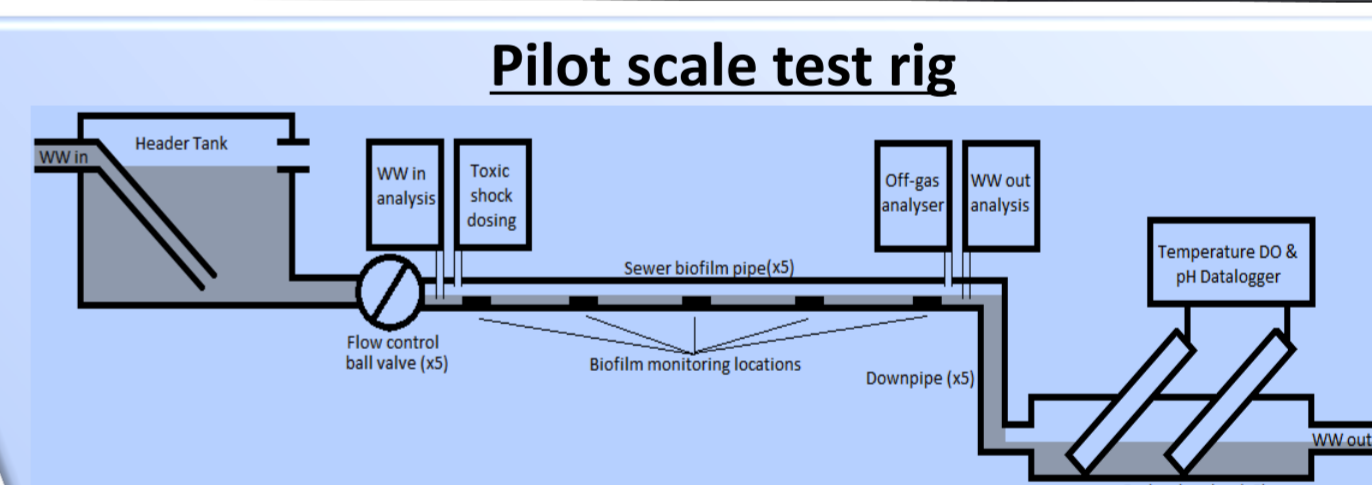 Pilot scale test rig
WW in
Header Tank
WW in
analysis
Toxic
shock
dosing
Off-gas
analyser
WW out
analysis
Sewer biofilm pipe(x5)
Temperature DO &
pH Datalogger
Flow control
ball valve (x5)
Biofilm monitoring locations
Downpipe (x5)
WW out